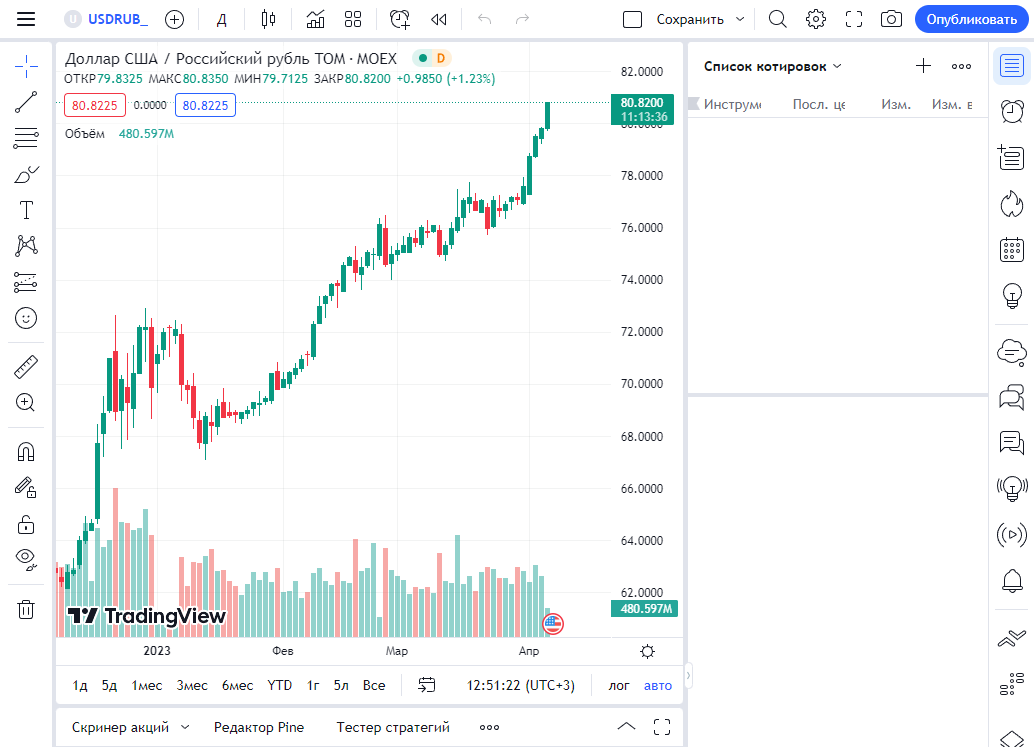 U USDRUB_ Д Сохранить Опубликовать
Доллар США / Российский рубль ТОМ · MOEX D
ОТКР79.8325 МАКС80.8350 МИН79.7125 ЗАКР80.8200 +0.9850 (+1.23%)
80.8225 0.0000 80.8225
Объём 480.597M
82.0000
80.8200
11:13:36
80.0000
78.0000
76.0000
74.0000
72.0000
70.0000
68.0000
66.0000
64.0000
62.0000
480.597M
TradingView
2023 Фев Мар Апр
1д 5д 1мес 3мес 6мес YTD 1г 5л Все 12:51:22 (UTC+3) лог авто
Скринер акций Редактор Pine Тестер стратегий
Список котировок
Инструм Посл. це Изм. Изм. в